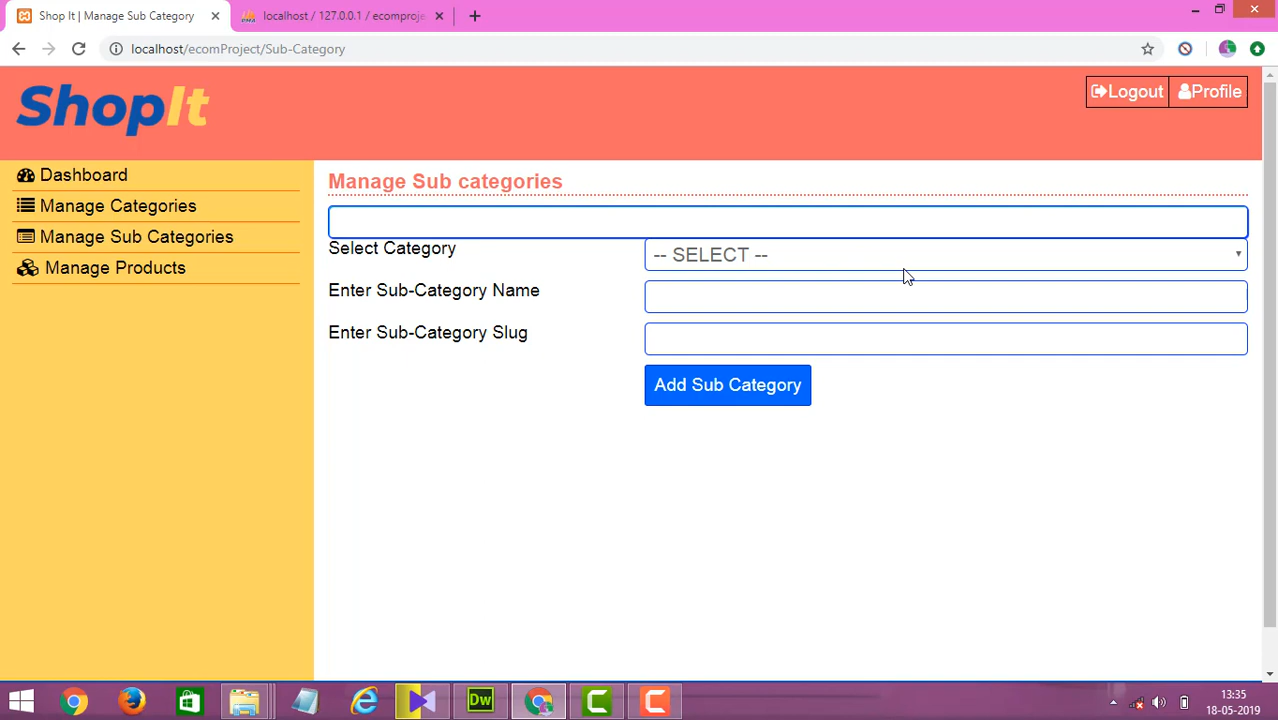 Shop It | Manage Sub Category
localhost / 127.0.0.1 / ecomproje
localhost/ecomProject/Sub-Category
ShopIt
Logout
Profile
Dashboard
Manage Categories
Manage Sub Categories
Manage Products
Manage Sub categories
Select Category
-- SELECT --
Enter Sub-Category Name
Enter Sub-Category Slug
Add Sub Category
Dw
13:35
18-05-2019